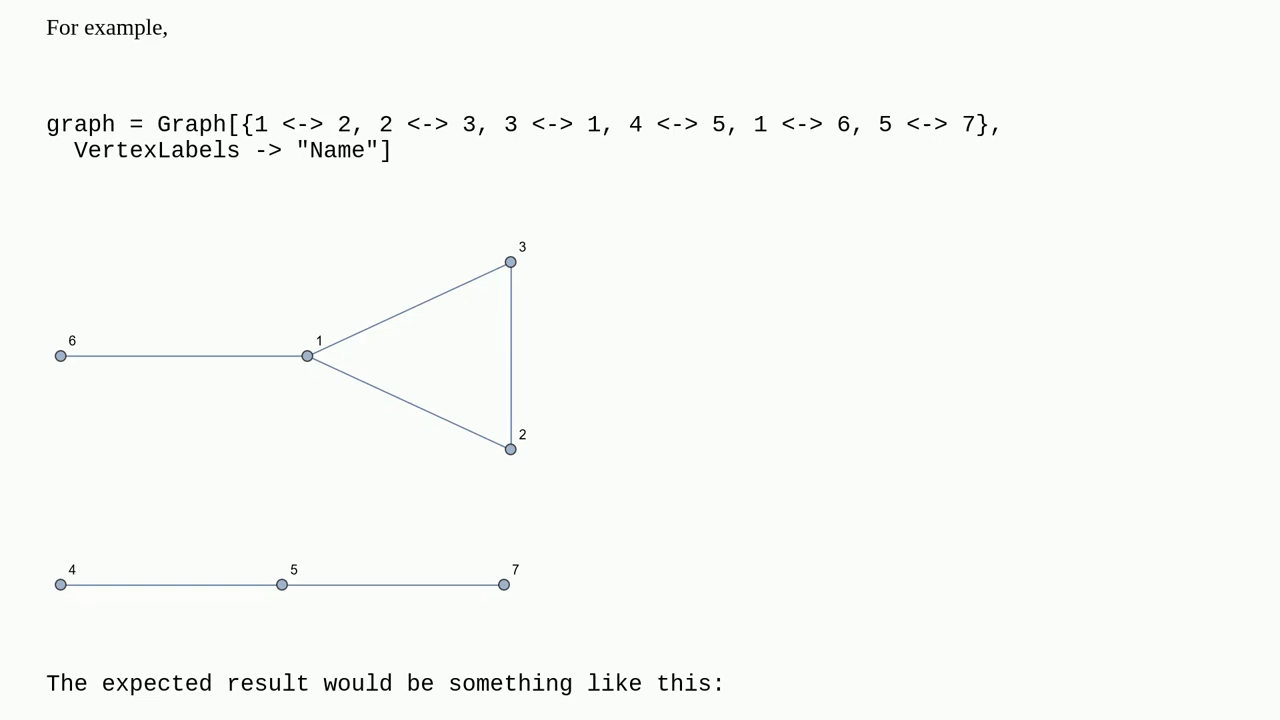 For example,
graph = Graph[{1 <-> 2, 2 <-> 3, 3 <-> 1, 4 <-> 5, 1 <-> 6, 5 <-> 7},
  VertexLabels -> "Name"]
3
6
1
2
4
5
7
The expected result would be something like this: